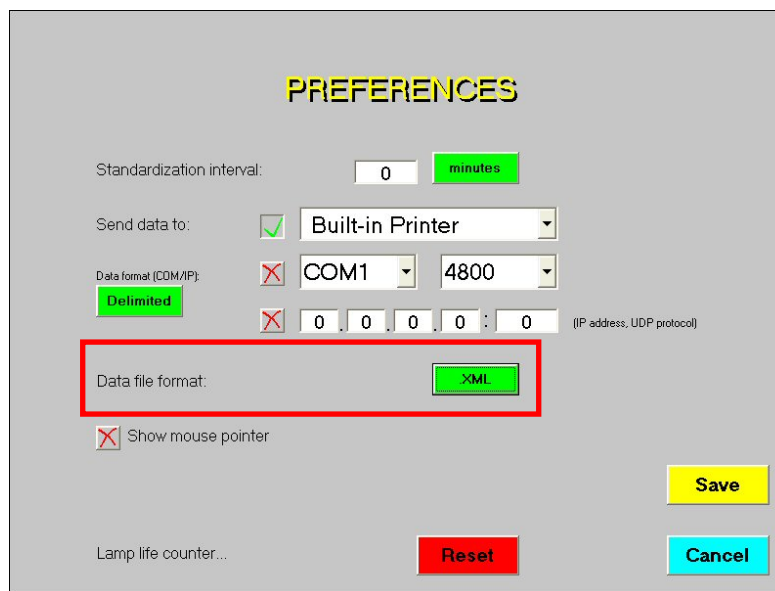 PREFERENCES
Standardization interval: 0 minutes
Send data to: Built-in Printer
Data format (COM/IP): COM1 4800
Delimited
0 . 0 . 0 . 0 : 0 (IP address, UDP protocol)
Data file format: .XML
Show mouse pointer
Save
Lamp life counter... Reset Cancel